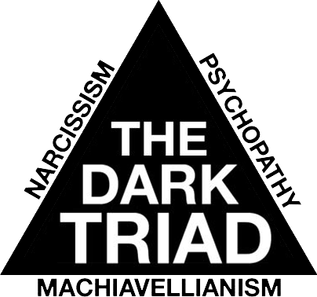 NARCISSISM
PSYCHOPATHY
THE
DARK
TRIAD
MACHIAVELLIANISM